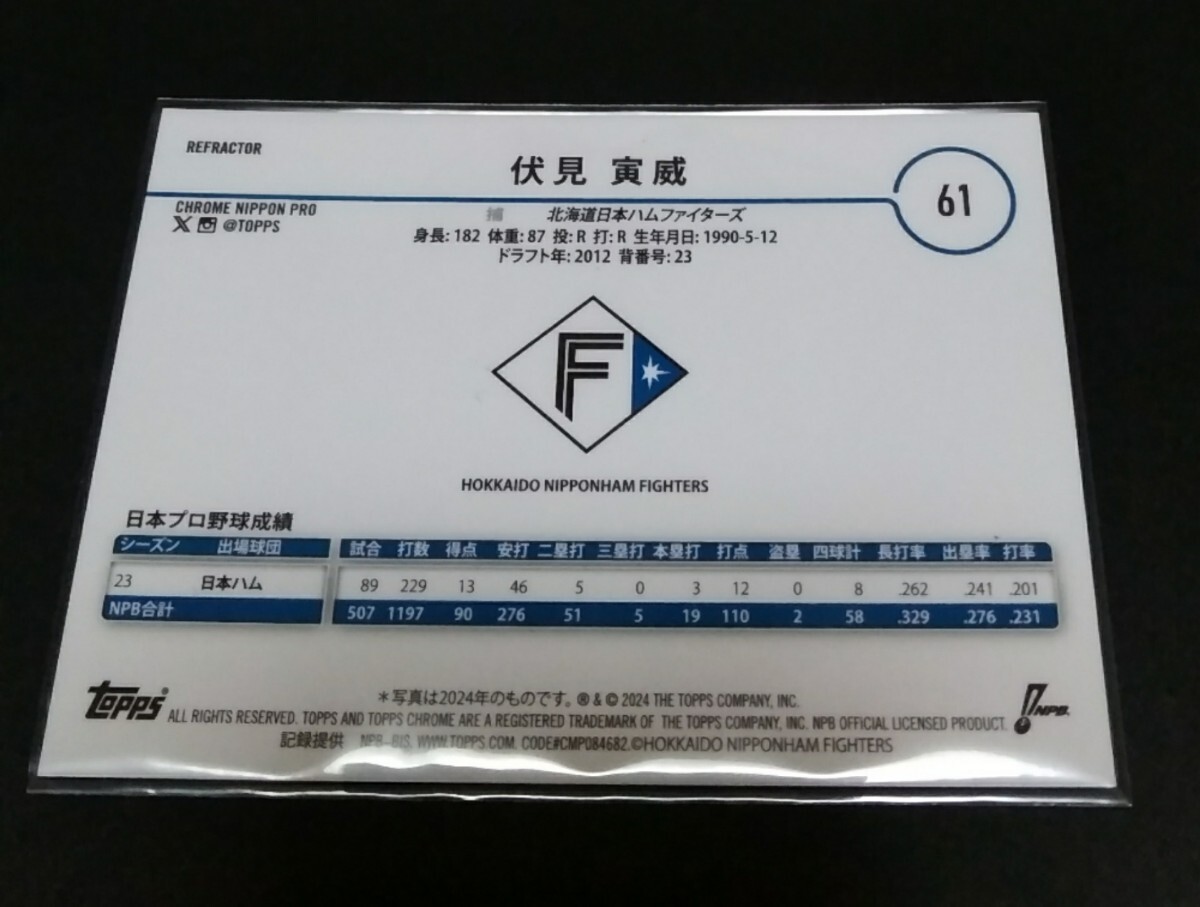 REFRACTOR
伏見 寅威
61
CHROME NIPPON PRO
@TOPPS
捕 北海道日本ハムファイターズ
身長: 182 体重: 87 投: R 打: R 生年月日: 1990-5-12
ドラフト年: 2012 背番号: 23
F
HOKKAIDO NIPPONHAM FIGHTERS
日本プロ野球成績
シーズン 出場球団 試合 打数 得点 安打 二塁打 三塁打 本塁打 打点 盗塁 四球計 長打率 出塁率 打率
23 日本ハム 89 229 13 46 5 0 3 12 0 8 .262 .241 .201
NPB合計 507 1197 90 276 51 5 19 110 2 58 .329 .276 .231
topps®
*写真は2024年のものです。 ® & © 2024 THE TOPPS COMPANY, INC.
ALL RIGHTS RESERVED. TOPPS AND TOPPS CHROME ARE A REGISTERED TRADEMARK OF THE TOPPS COMPANY, INC. NPB OFFICIAL LICENSED PRODUCT.
記録提供 NPB-BIS. WWW.TOPPS.COM. CODE#CMP084682.©HOKKAIDO NIPPONHAM FIGHTERS
NPB.